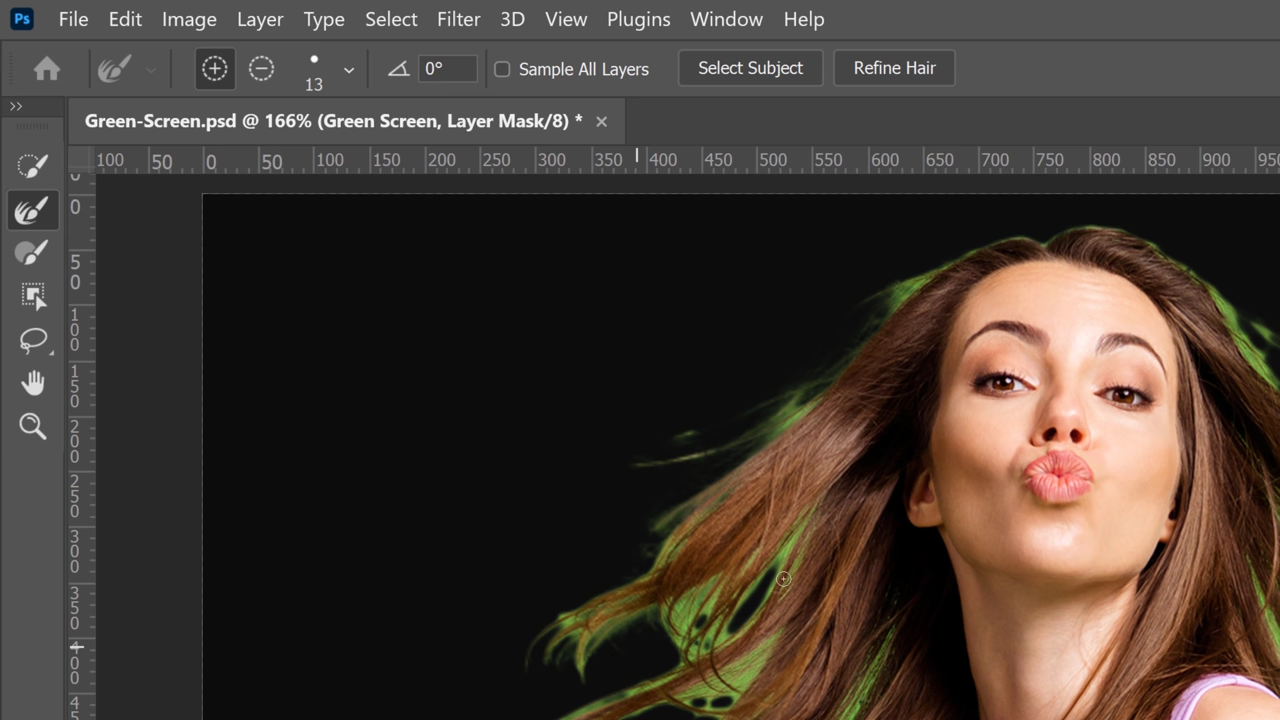 Ps File Edit Image Layer Type Select Filter 3D View Plugins Window Help
13 0° Sample All Layers Select Subject Refine Hair
Green-Screen.psd @ 166% (Green Screen, Layer Mask/8) * ×
100 50 0 50 100 150 200 250 300 350 400 450 500 550 600 650 700 750 800 850 900 950
0
50
100
150
200
250
300
350
400
45